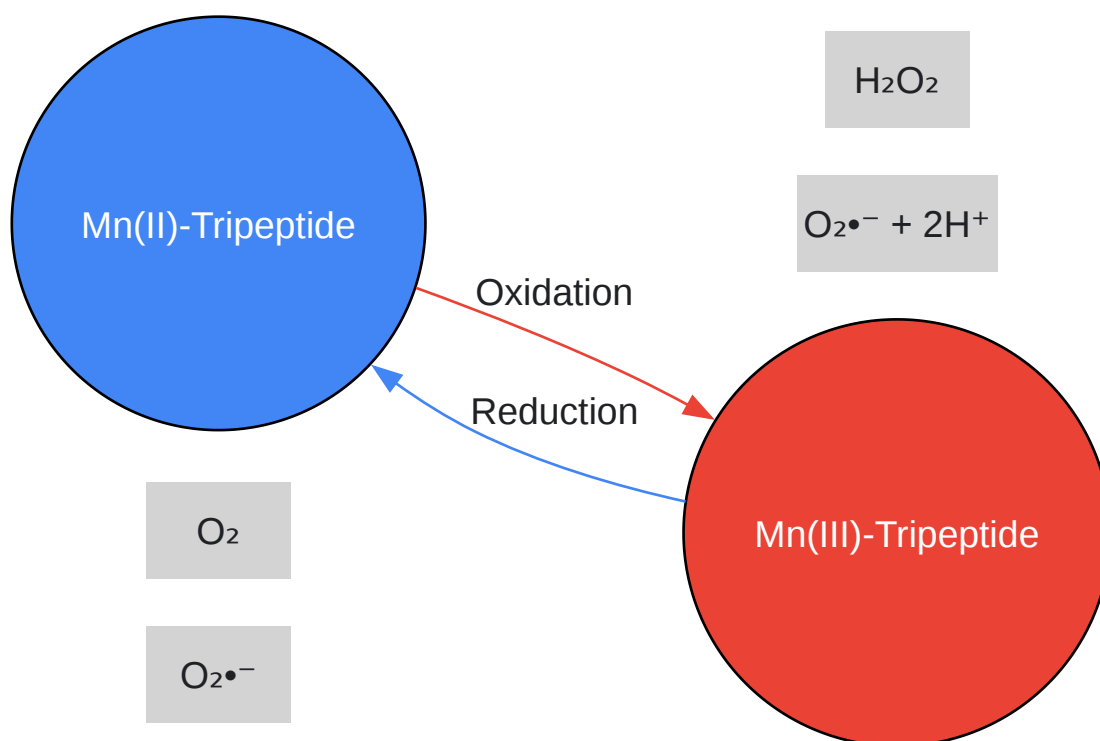 H₂O₂
Mn(II)-Tripeptide
O₂•⁻ + 2H⁺
Oxidation
Reduction
O₂
Mn(III)-Tripeptide
O₂•⁻